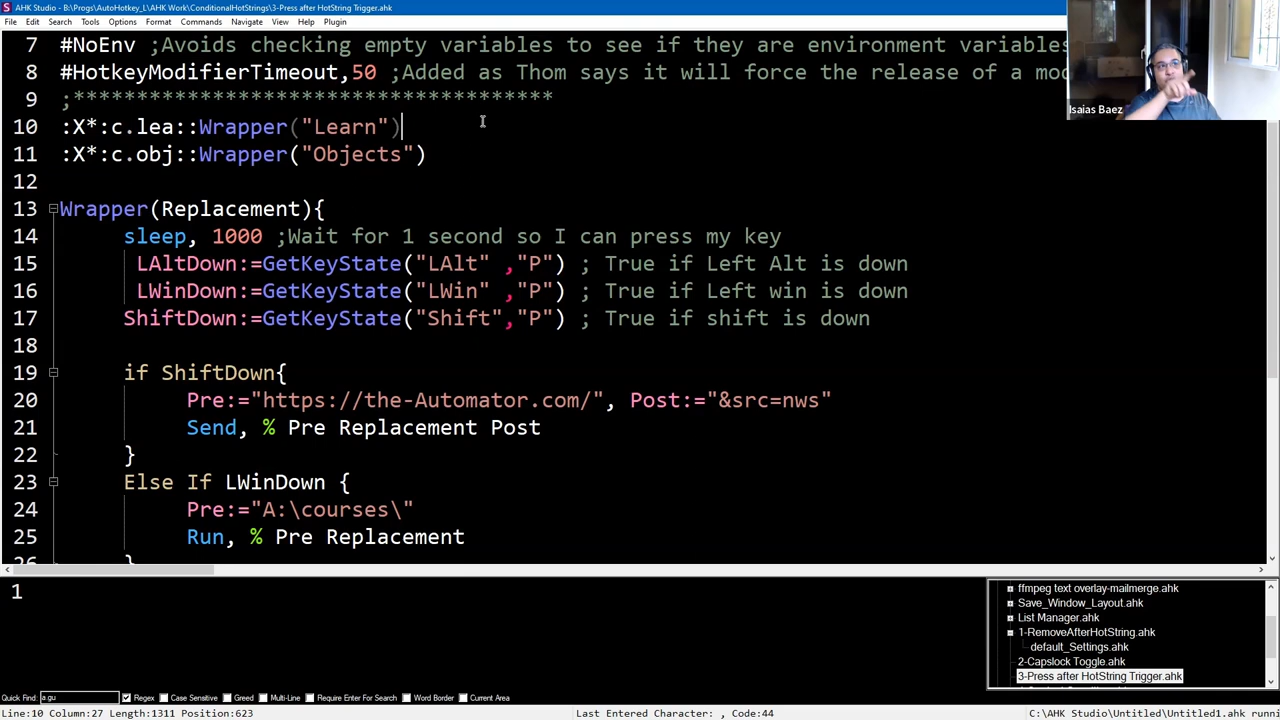 AHK Studio - B:\Progs\AutoHotkey_L\AHK Work\ConditionalHotStrings\3-Press after HotString Trigger.ahk
File Edit Search Tools Options Format Commands Navigate View Help Plugin
7 #NoEnv ;Avoids checking empty variables to see if they are environment variables
8 #HotkeyModifierTimeout,50 ;Added as Thom says it will force the release of a mod
9 ;**************************************
Isaias Baez
10 :X*:c.lea::Wrapper("Learn")
11 :X*:c.obj::Wrapper("Objects")
12
13 Wrapper(Replacement){
14 sleep, 1000 ;Wait for 1 second so I can press my key
15 LAltDown:=GetKeyState("LAlt" ,"P") ; True if Left Alt is down
16 LWinDown:=GetKeyState("LWin" ,"P") ; True if Left win is down
17 ShiftDown:=GetKeyState("Shift","P") ; True if shift is down
18
19 if ShiftDown{
20 Pre:="https://the-Automator.com/", Post:="&src=nws"
21 Send, % Pre Replacement Post
22 }
23 Else If LWinDown {
24 Pre:="A:\courses\"
25 Run, % Pre Replacement
26 }
1
ffmpeg text overlay-mailmerge.ahk
Save_Window_Layout.ahk
List Manager.ahk
1-RemoveAfterHotString.ahk
default_Settings.ahk
2-Capslock Toggle.ahk
3-Press after HotString Trigger.ahk
Quick Find: a.gu Regex Case Sensitive Greed Multi-Line Require Enter For Search Word Border Current Area
Line:10 Column:27 Length:1311 Position:623 Last Entered Character: , Code:44 C:\AHK Studio\Untitled\Untitled1.ahk runni